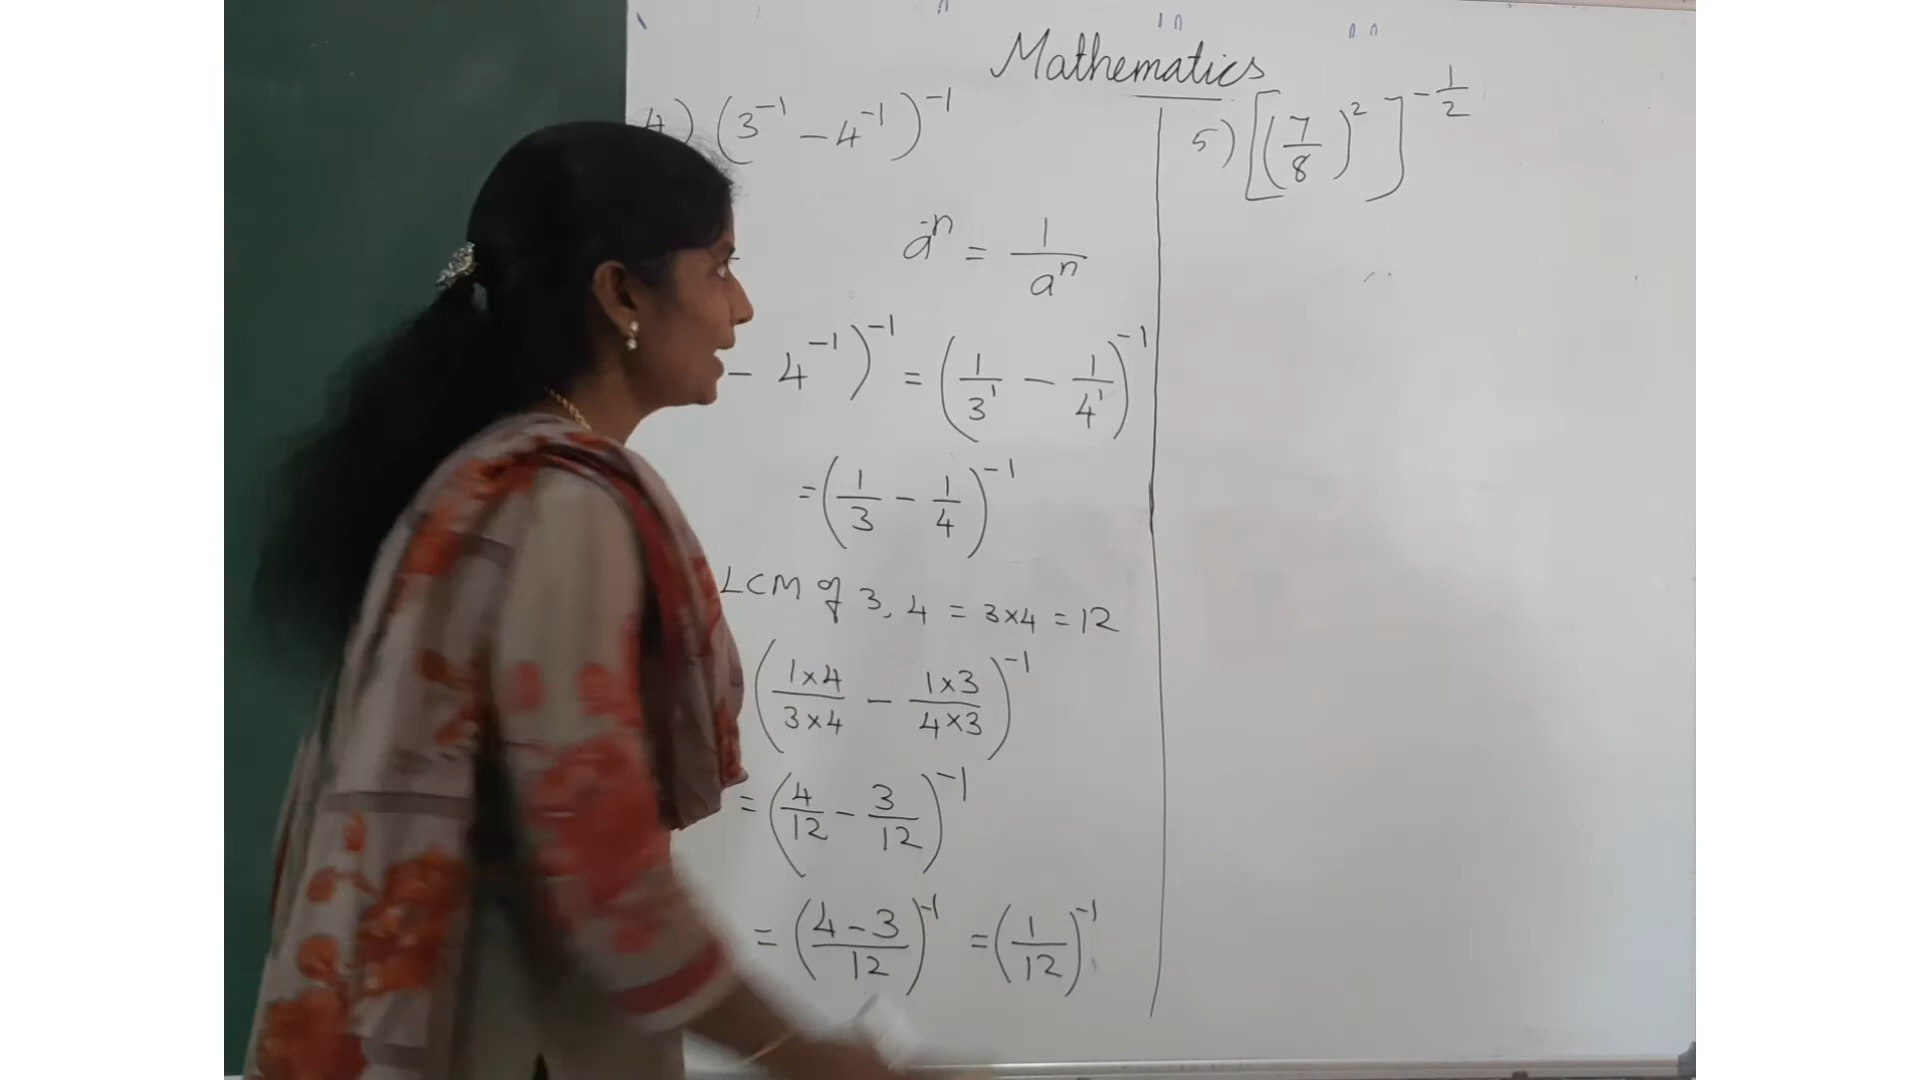 Mathematics
4) (3⁻¹ - 4⁻¹)⁻¹
a⁻ⁿ = 1/aⁿ
- 4⁻¹)⁻¹ = (1/3¹ - 1/4¹)⁻¹
= (1/3 - 1/4)⁻¹
LCM of 3, 4 = 3×4 = 12
(1×4/3×4 - 1×3/4×3)⁻¹
= (4/12 - 3/12)⁻¹
= (4-3/12)⁻¹ = (1/12)⁻¹
5) [(7/8)²]^-1/2